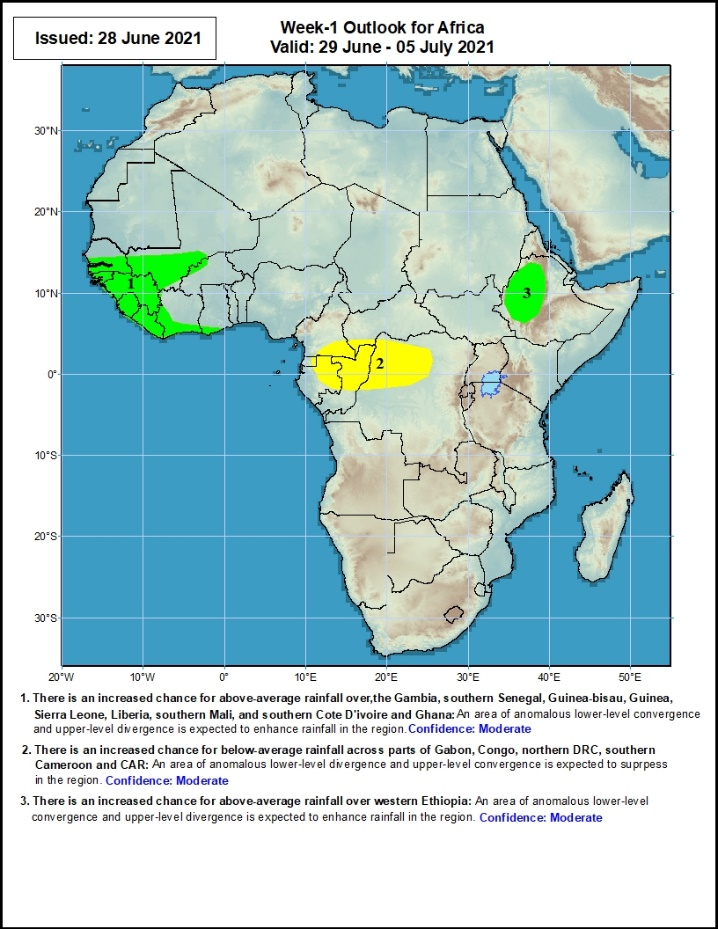 Issued: 28 June 2021
Week-1 Outlook for Africa
Valid: 29 June - 05 July 2021
30°N
20°N
10°N
0°
10°S
20°S
30°S
1
2
3
20°W 10°W 0° 10°E 20°E 30°E 40°E 50°E
1. There is an increased chance for above-average rainfall over,the Gambia, southern Senegal, Guinea-bisau, Guinea,
Sierra Leone, Liberia, southern Mali, and southern Cote D'ivoire and Ghana: An area of anomalous lower-level convergence
and upper-level divergence is expected to enhance rainfall in the region. Confidence: Moderate
2. There is an increased chance for below-average rainfall across parts of Gabon, Congo, northern DRC, southern
Cameroon and CAR: An area of anomalous lower-level divergence and upper-level convergence is expected to suprpess
in the region. Confidence: Moderate
3. There is an increased chance for above-average rainfall over western Ethiopia: An area of anomalous lower-level
convergence and upper-level divergence is expected to enhance rainfall in the region. Confidence: Moderate